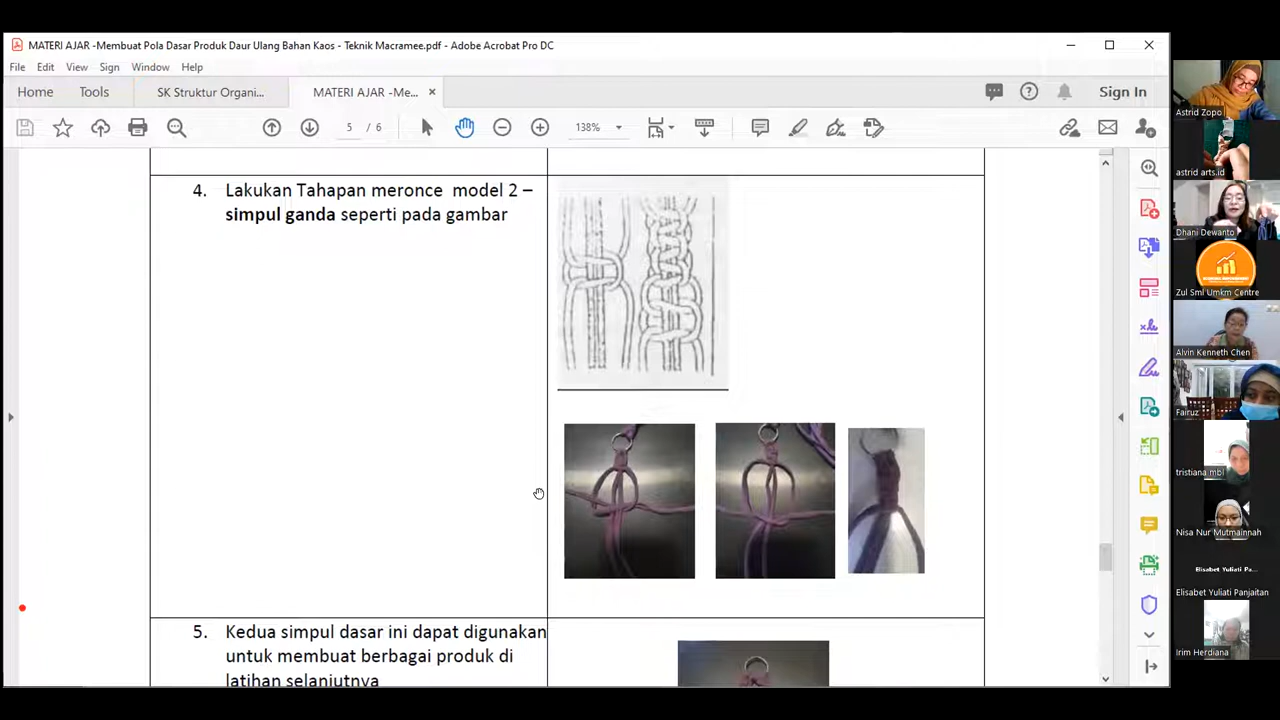 MATERI AJAR -Membuat Pola Dasar Produk Daur Ulang Bahan Kaos - Teknik Macramee.pdf - Adobe Acrobat Pro DC
File Edit View Sign Window Help
Home Tools SK Struktur Organi... MATERI AJAR -Me... × Sign In
5 / 6 138%
4. Lakukan Tahapan meronce model 2 –
simpul ganda seperti pada gambar
5. Kedua simpul dasar ini dapat digunakan
untuk membuat berbagai produk di
latihan selanjutnya
Astrid Zopo
astrid arts.id
Dhani Dewanto
Zul Sml Umkm Centre
Alvin Kenneth Chen
Fairuz
tristiana mbl
Nisa Nur Mutmainnah
Elisabet Yuliati Pa...
Elisabet Yuliati Panjaitan
Irim Herdiana